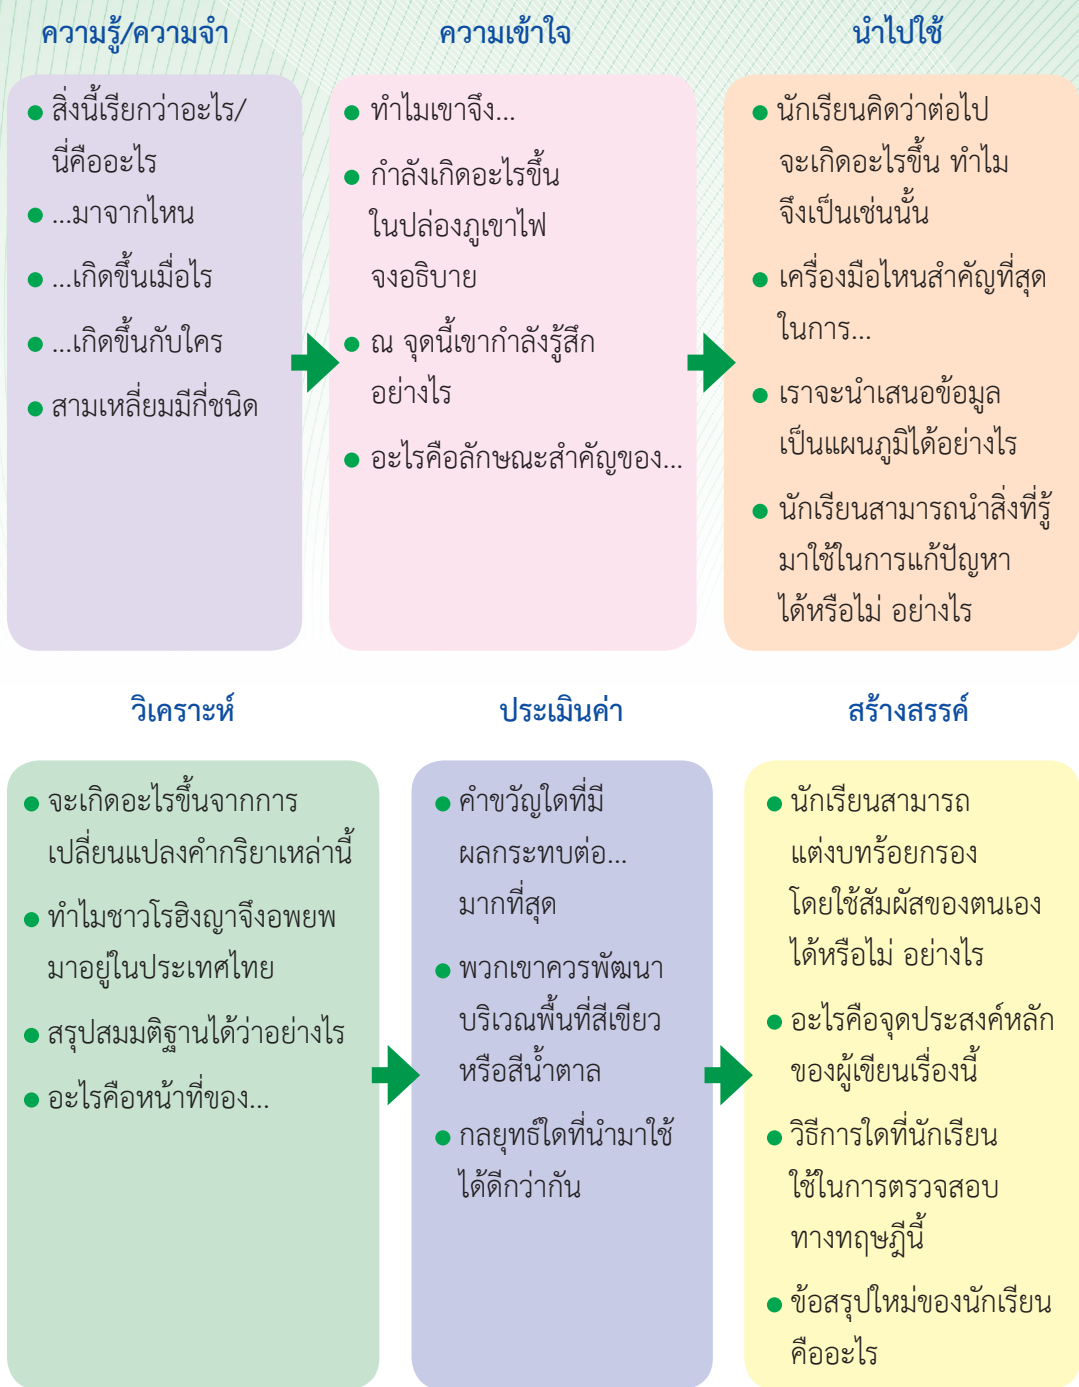 ความรู้/ความจำ
● สิ่งนี้เรียกว่าอะไร/
นี่คืออะไร
● ...มาจากไหน
● ...เกิดขึ้นเมื่อไร
● ...เกิดขึ้นกับใคร
● สามเหลี่ยมมีกี่ชนิด
ความเข้าใจ
● ทำไมเขาจึง...
● กำลังเกิดอะไรขึ้น
ในปล่องภูเขาไฟ
จงอธิบาย
● ณ จุดนี้เขากำลังรู้สึก
อย่างไร
● อะไรคือลักษณะสำคัญของ...
นำไปใช้
● นักเรียนคิดว่าต่อไป
จะเกิดอะไรขึ้น ทำไม
จึงเป็นเช่นนั้น
● เครื่องมือไหนสำคัญที่สุด
ในการ...
● เราจะนำเสนอข้อมูล
เป็นแผนภูมิได้อย่างไร
● นักเรียนสามารถนำสิ่งที่รู้
มาใช้ในการแก้ปัญหา
ได้หรือไม่ อย่างไร
วิเคราะห์
● จะเกิดอะไรขึ้นจากการ
เปลี่ยนแปลงคำกริยาเหล่านี้
● ทำไมชาวโรฮิงญาจึงอพยพ
มาอยู่ในประเทศไทย
● สรุปสมมติฐานได้ว่าอย่างไร
● อะไรคือหน้าที่ของ...
ประเมินค่า
● คำขวัญใดที่มี
ผลกระทบต่อ...
มากที่สุด
● พวกเขาควรพัฒนา
บริเวณพื้นที่สีเขียว
หรือสีน้ำตาล
● กลยุทธ์ใดที่นำมาใช้
ได้ดีกว่ากัน
สร้างสรรค์
● นักเรียนสามารถ
แต่งบทร้อยกรอง
โดยใช้สัมผัสของตนเอง
ได้หรือไม่ อย่างไร
● อะไรคือจุดประสงค์หลัก
ของผู้เขียนเรื่องนี้
● วิธีการใดที่นักเรียน
ใช้ในการตรวจสอบ
ทางทฤษฎีนี้
● ข้อสรุปใหม่ของนักเรียน
คืออะไร